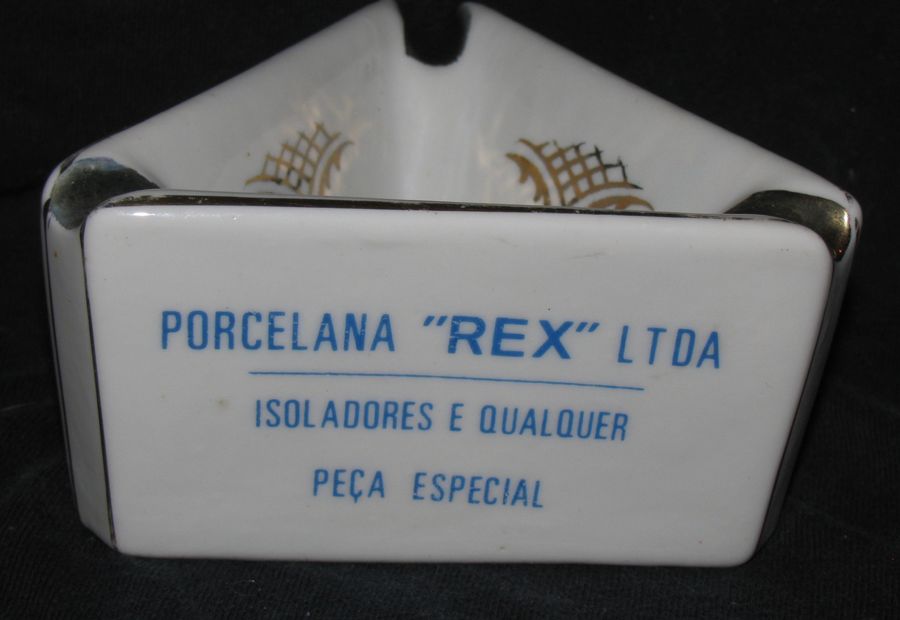 PORCELANA "REX" LTDA
ISOLADORES E QUALQUER
PEÇA ESPECIAL